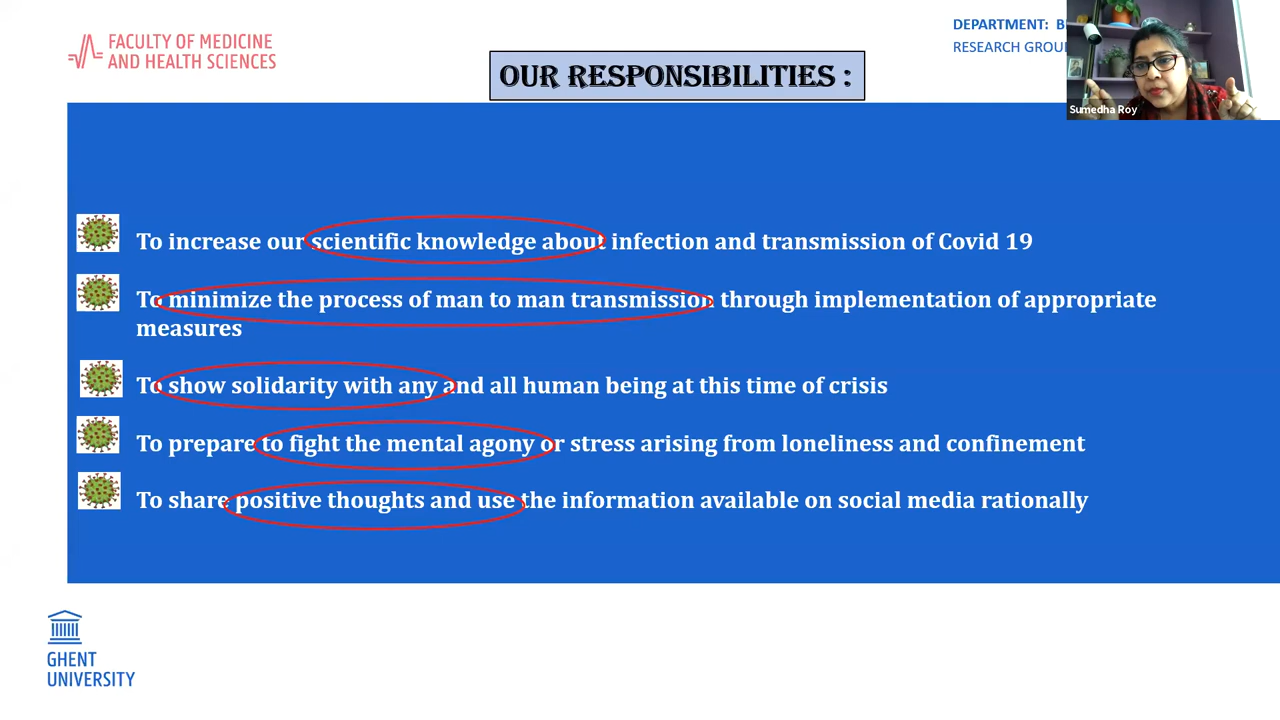 FACULTY OF MEDICINE
AND HEALTH SCIENCES
OUR RESPONSIBILITIES :
DEPARTMENT:
RESEARCH
Sumedha Roy
To increase our scientific knowledge about infection and transmission of Covid 19
To minimize the process of man to man transmission through implementation of appropriate
measures
To show solidarity with any and all human being at this time of crisis
To prepare to fight the mental agony or stress arising from loneliness and confinement
To share positive thoughts and use the information available on social media rationally
GHENT
UNIVERSITY